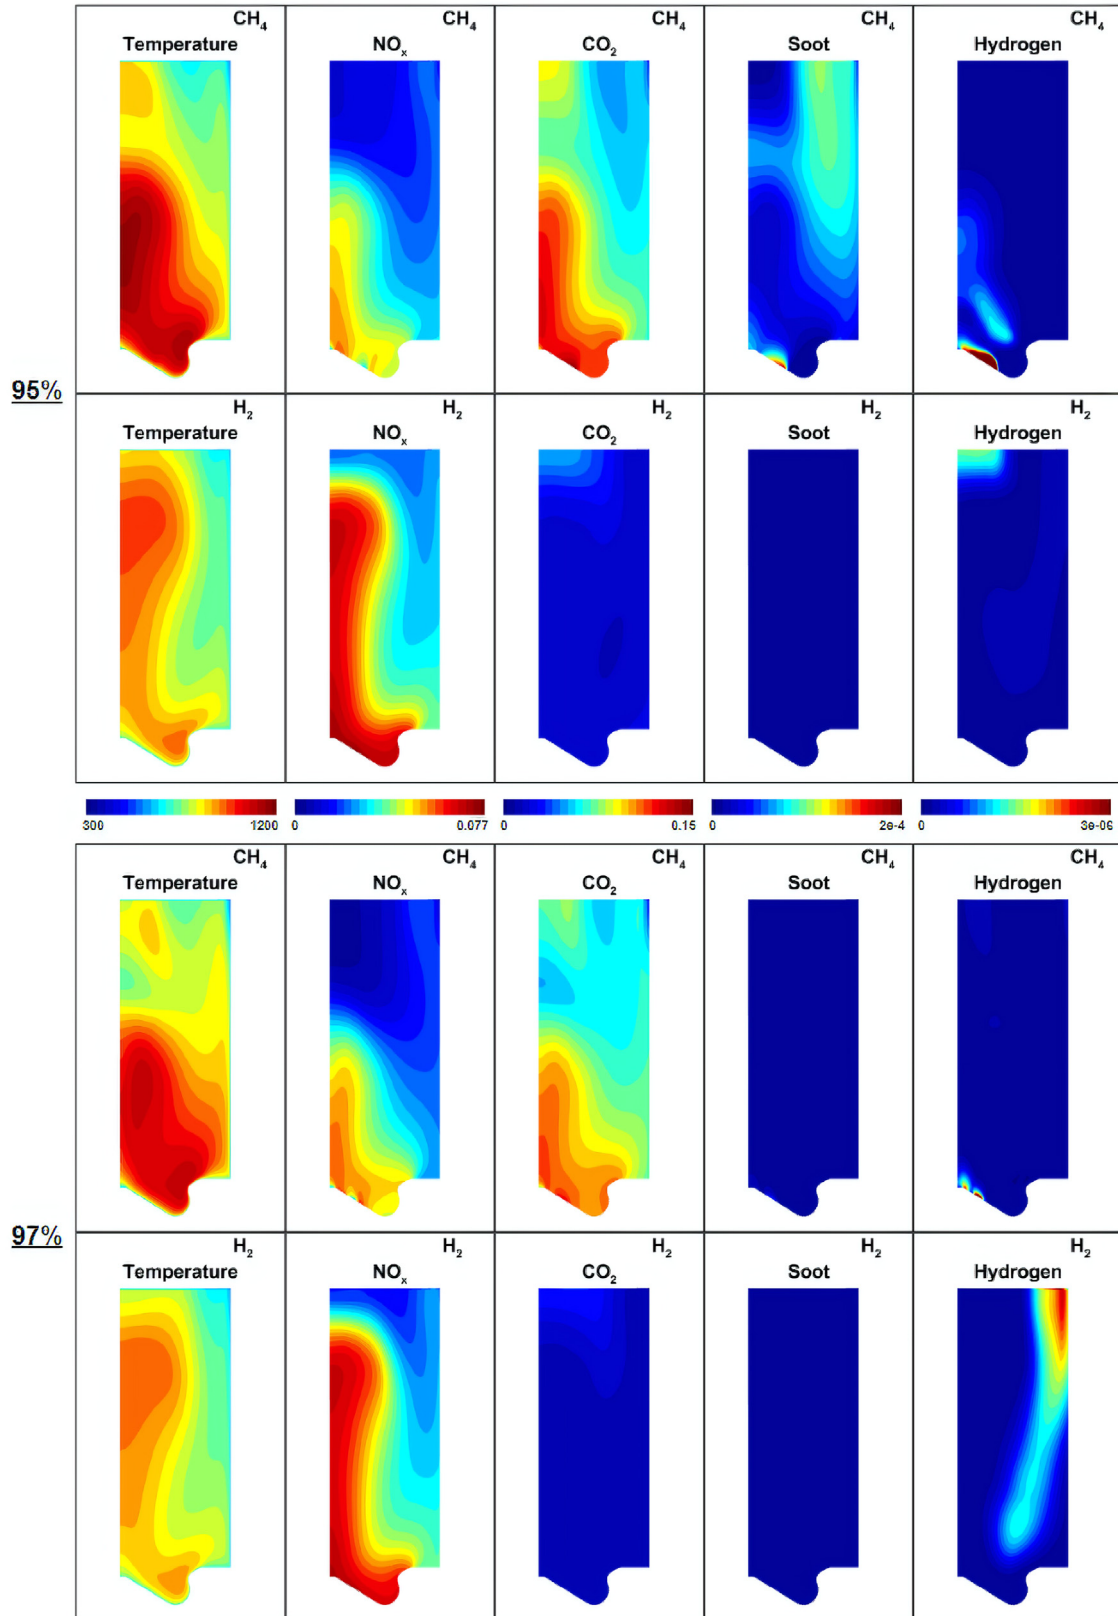 CH₄ CH₄ CH₄ CH₄ CH₄
Temperature NOₓ CO₂ Soot Hydrogen
95%
H₂ H₂ H₂ H₂ H₂
Temperature NOₓ CO₂ Soot Hydrogen
300 1200 0 0.077 0 0.15 0 2e-4 0 3e-06
CH₄ CH₄ CH₄ CH₄ CH₄
Temperature NOₓ CO₂ Soot Hydrogen
97%
H₂ H₂ H₂ H₂ H₂
Temperature NOₓ CO₂ Soot Hydrogen